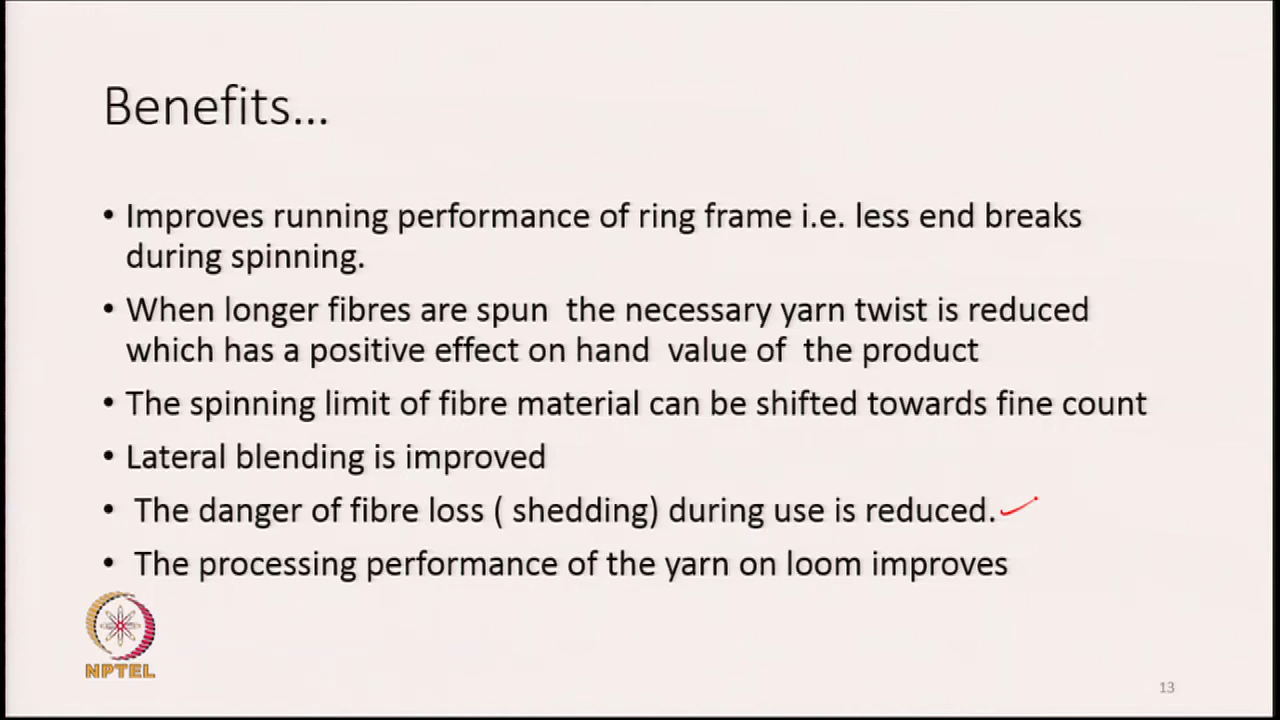 Benefits...
• Improves running performance of ring frame i.e. less end breaks
during spinning.
• When longer fibres are spun the necessary yarn twist is reduced
which has a positive effect on hand value of the product
• The spinning limit of fibre material can be shifted towards fine count
• Lateral blending is improved
• The danger of fibre loss ( shedding) during use is reduced.
• The processing performance of the yarn on loom improves
NPTEL
13